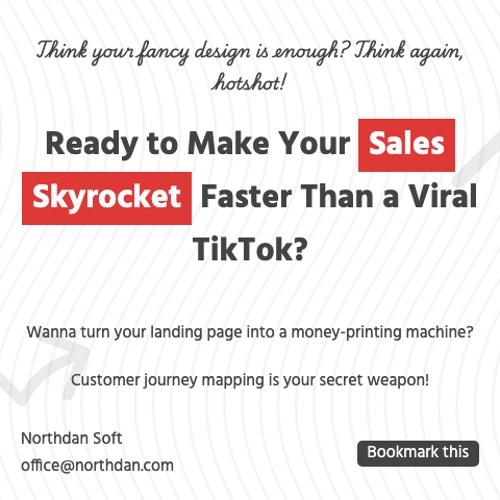 Think your fancy design is enough? Think again,
hotshot!
Ready to Make Your Sales
Skyrocket Faster Than a Viral
TikTok?
Wanna turn your landing page into a money-printing machine?
Customer journey mapping is your secret weapon!
Northdan Soft
office@northdan.com
Bookmark this